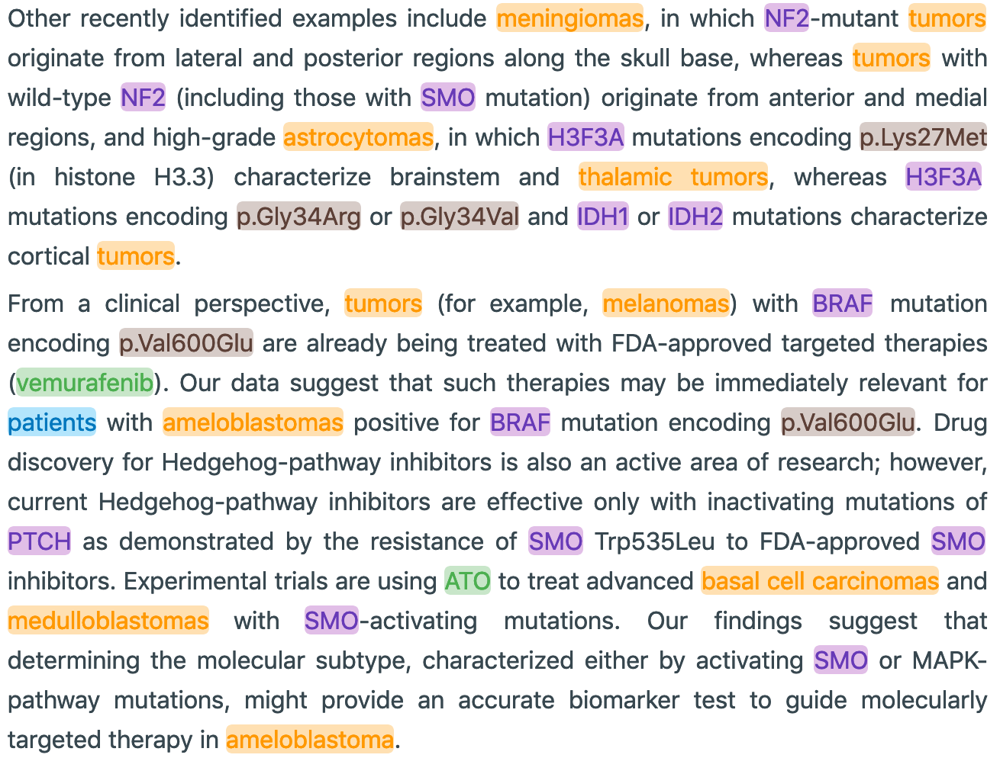 Other recently identified examples include meningiomas, in which NF2-mutant tumors
originate from lateral and posterior regions along the skull base, whereas tumors with
wild-type NF2 (including those with SMO mutation) originate from anterior and medial
regions, and high-grade astrocytomas, in which H3F3A mutations encoding p.Lys27Met
(in histone H3.3) characterize brainstem and thalamic tumors, whereas H3F3A
mutations encoding p.Gly34Arg or p.Gly34Val and IDH1 or IDH2 mutations characterize
cortical tumors.
From a clinical perspective, tumors (for example, melanomas) with BRAF mutation
encoding p.Val600Glu are already being treated with FDA-approved targeted therapies
(vemurafenib). Our data suggest that such therapies may be immediately relevant for
patients with ameloblastomas positive for BRAF mutation encoding p.Val600Glu. Drug
discovery for Hedgehog-pathway inhibitors is also an active area of research; however,
current Hedgehog-pathway inhibitors are effective only with inactivating mutations of
PTCH as demonstrated by the resistance of SMO Trp535Leu to FDA-approved SMO
inhibitors. Experimental trials are using ATO to treat advanced basal cell carcinomas and
medulloblastomas with SMO-activating mutations. Our findings suggest that
determining the molecular subtype, characterized either by activating SMO or MAPK-
pathway mutations, might provide an accurate biomarker test to guide molecularly
targeted therapy in ameloblastoma.